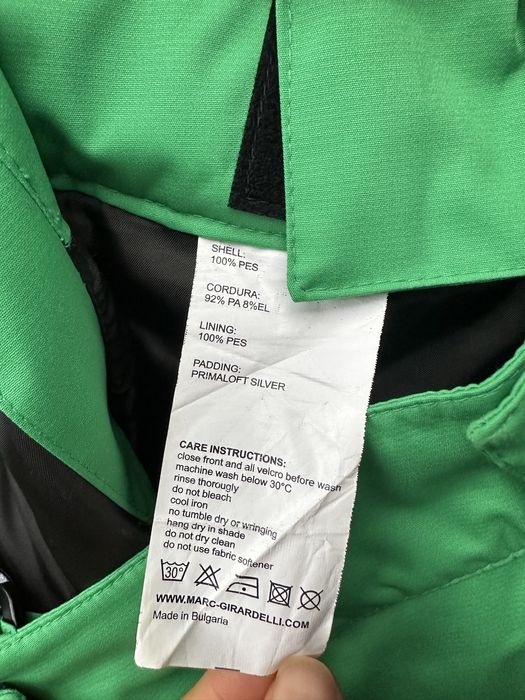 SHELL:
100% PES
CORDURA:
92% PA 8%EL
LINING:
100% PES
PADDING:
PRIMALOFT SILVER
CARE INSTRUCTIONS:
close front and all velcro before wash
machine wash below 30°C
rinse thoroughly
do not bleach
cool iron
no tumble dry or wringing
hang dry in shade
do not dry clean
do not use fabric softener
30°
WWW.MARC-GIRARDELLI.COM
Made in Bulgaria